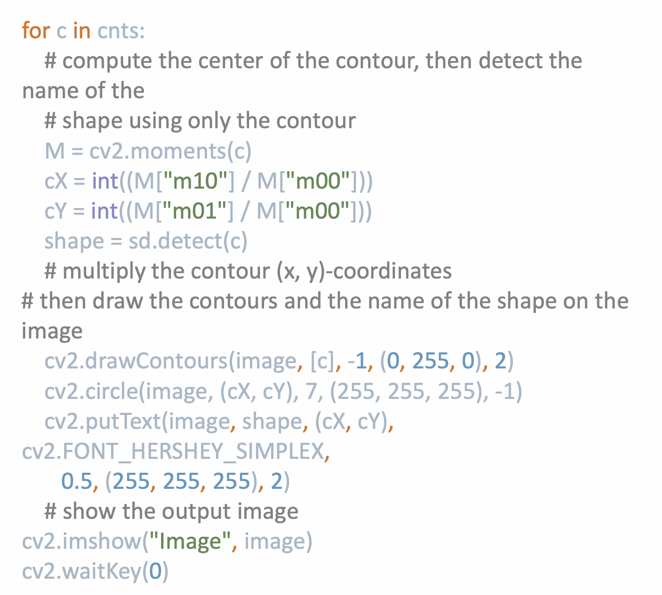 for c in cnts:
# compute the center of the contour, then detect the
name of the
# shape using only the contour
M = cv2.moments(c)
cX = int((M["m10"] / M["m00"]))
cY = int((M["m01"] / M["m00"]))
shape = sd.detect(c)
# multiply the contour (x, y)-coordinates
# then draw the contours and the name of the shape on the
image
cv2.drawContours(image, [c], -1, (0, 255, 0), 2)
cv2.circle(image, (cX, cY), 7, (255, 255, 255), -1)
cv2.putText(image, shape, (cX, cY),
cv2.FONT_HERSHEY_SIMPLEX,
0.5, (255, 255, 255), 2)
# show the output image
cv2.imshow("Image", image)
cv2.waitKey(0)